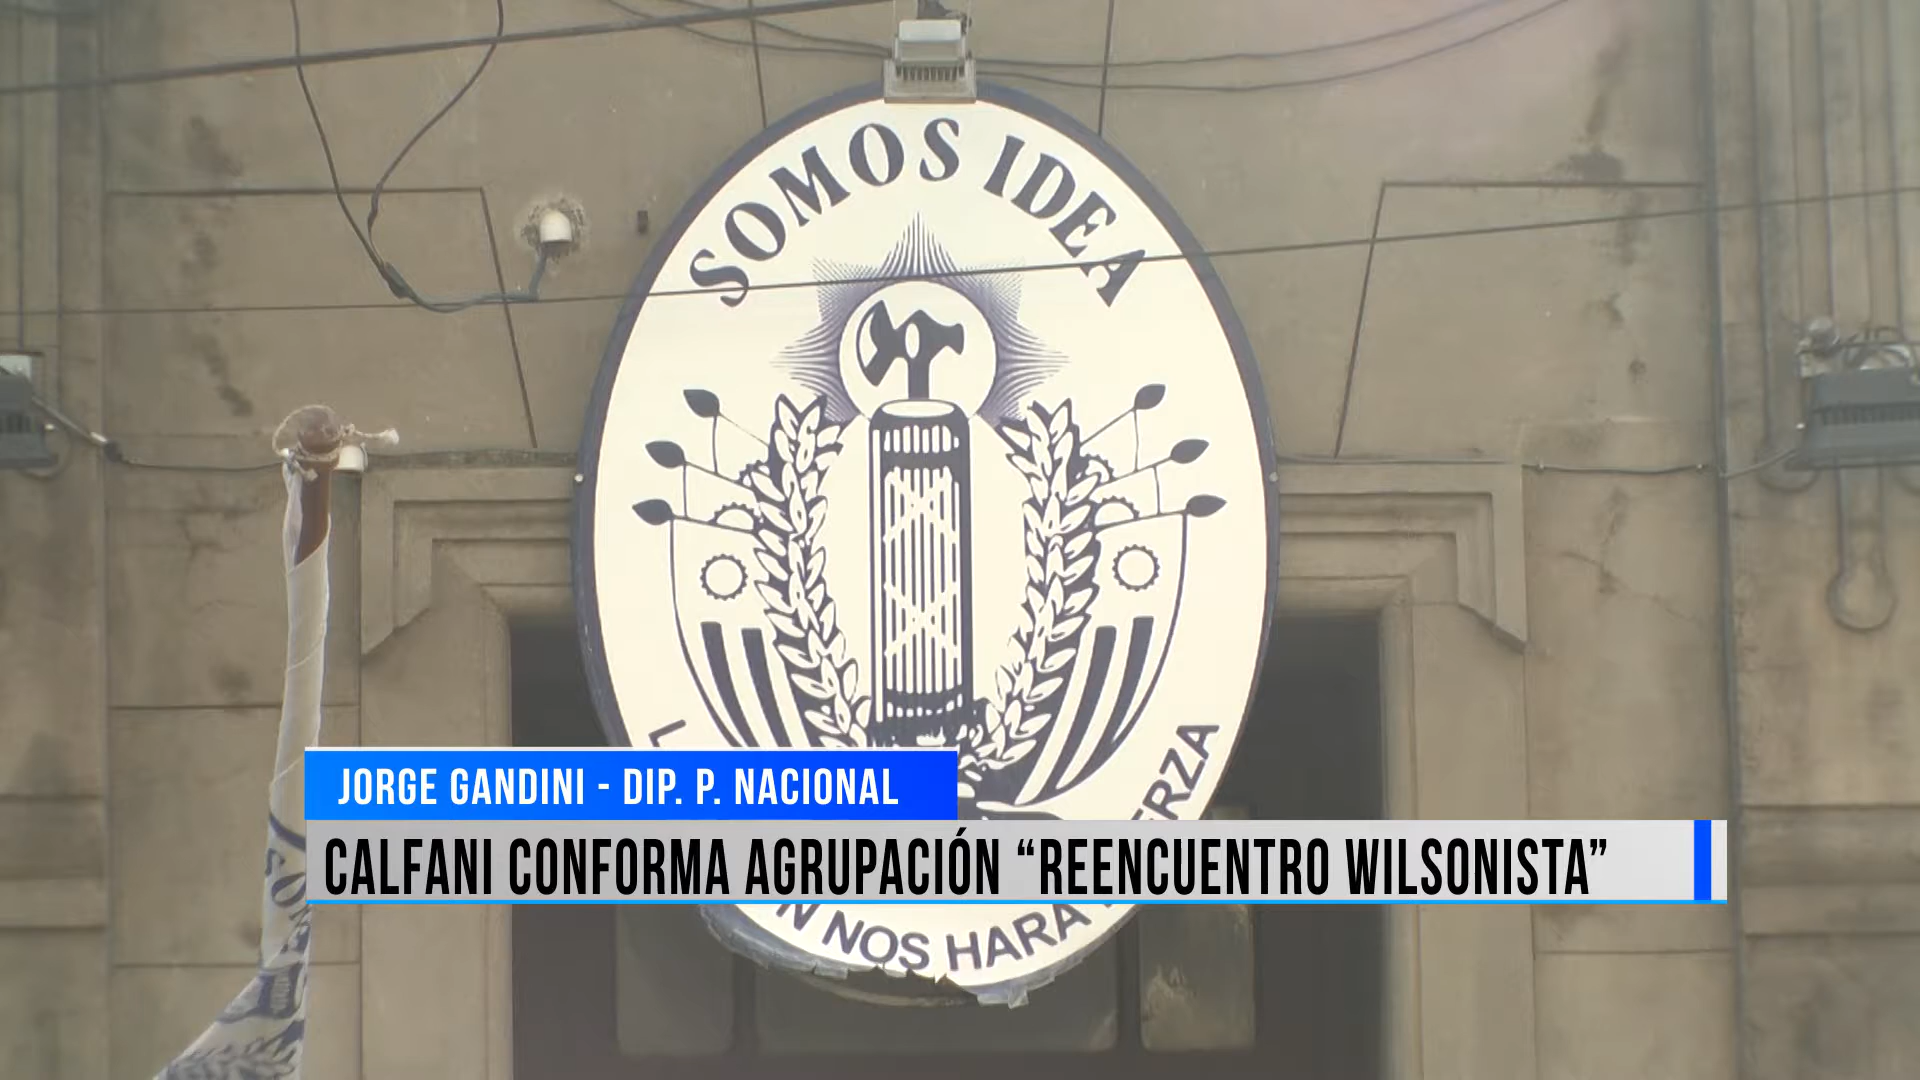 SOMOS IDEA
JORGE GANDINI - DIP. P. NACIONAL
CALFANI CONFORMA AGRUPACIÓN “REENCUENTRO WILSONISTA”
NOS HARA